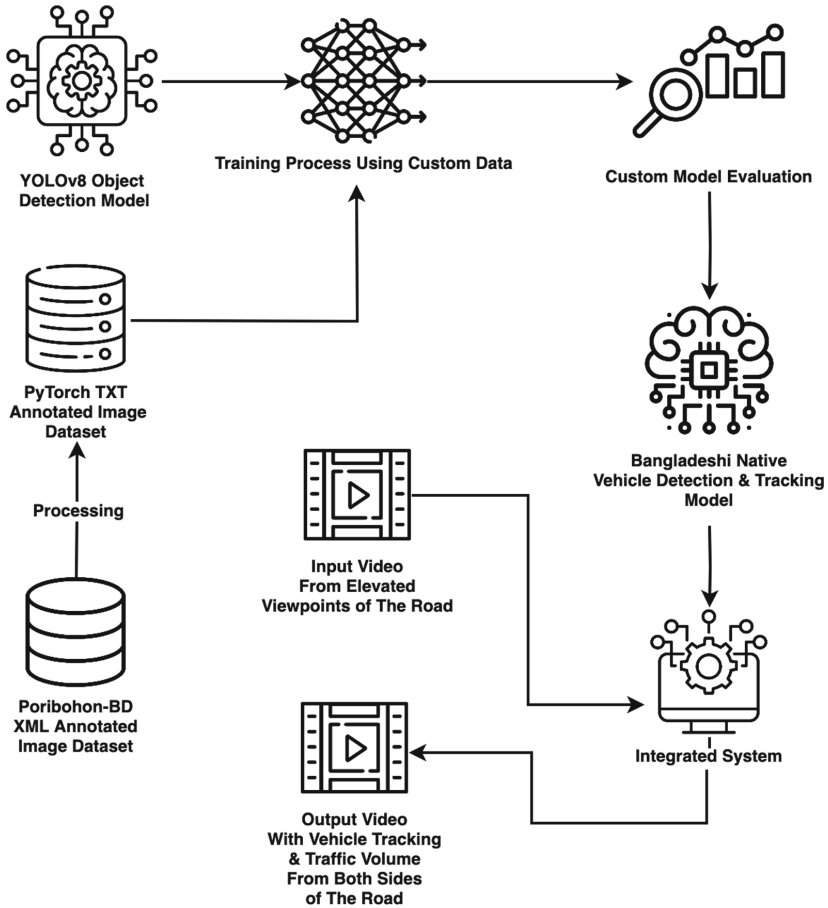 YOLOv8 Object
Detection Model
Training Process Using Custom Data
Custom Model Evaluation
PyTorch TXT
Annotated Image
Dataset
Processing
Poribohon-BD
XML Annotated
Image Dataset
Bangladeshi Native
Vehicle Detection & Tracking
Model
Input Video
From Elevated
Viewpoints of The Road
Integrated System
Output Video
With Vehicle Tracking
& Traffic Volume
From Both Sides
of The Road